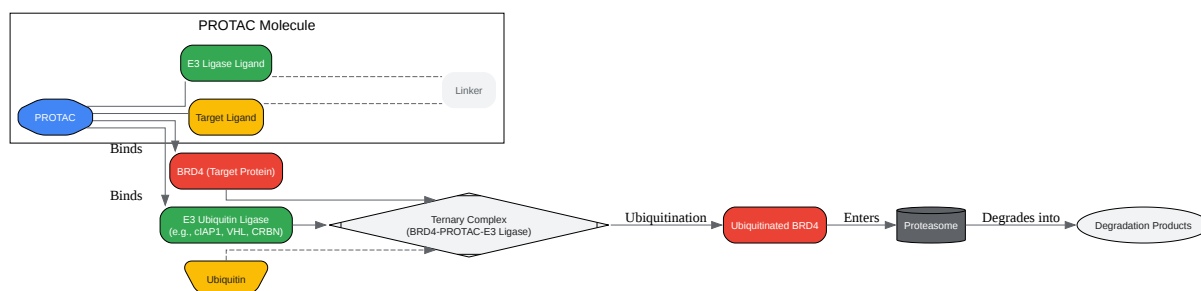 PROTAC Molecule
E3 Ligase Ligand
Linker
PROTAC
Target Ligand
Binds
BRD4 (Target Protein)
Binds
E3 Ubiquitin Ligase
(e.g., cIAP1, VHL, CRBN)
Ternary Complex
(BRD4-PROTAC-E3 Ligase)
Ubiquitination
Ubiquitinated BRD4
Enters
Proteasome
Degrades into
Degradation Products
Ubiquitin